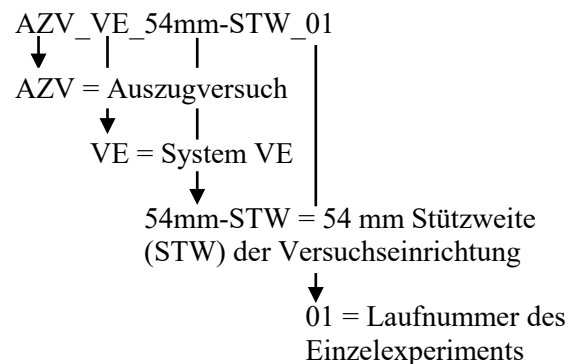 AZV_VE_54mm-STW_01
AZV = Auszugversuch
VE = System VE
54mm-STW = 54 mm Stützweite
(STW) der Versuchseinrichtung
01 = Laufnummer des
Einzelexperiments